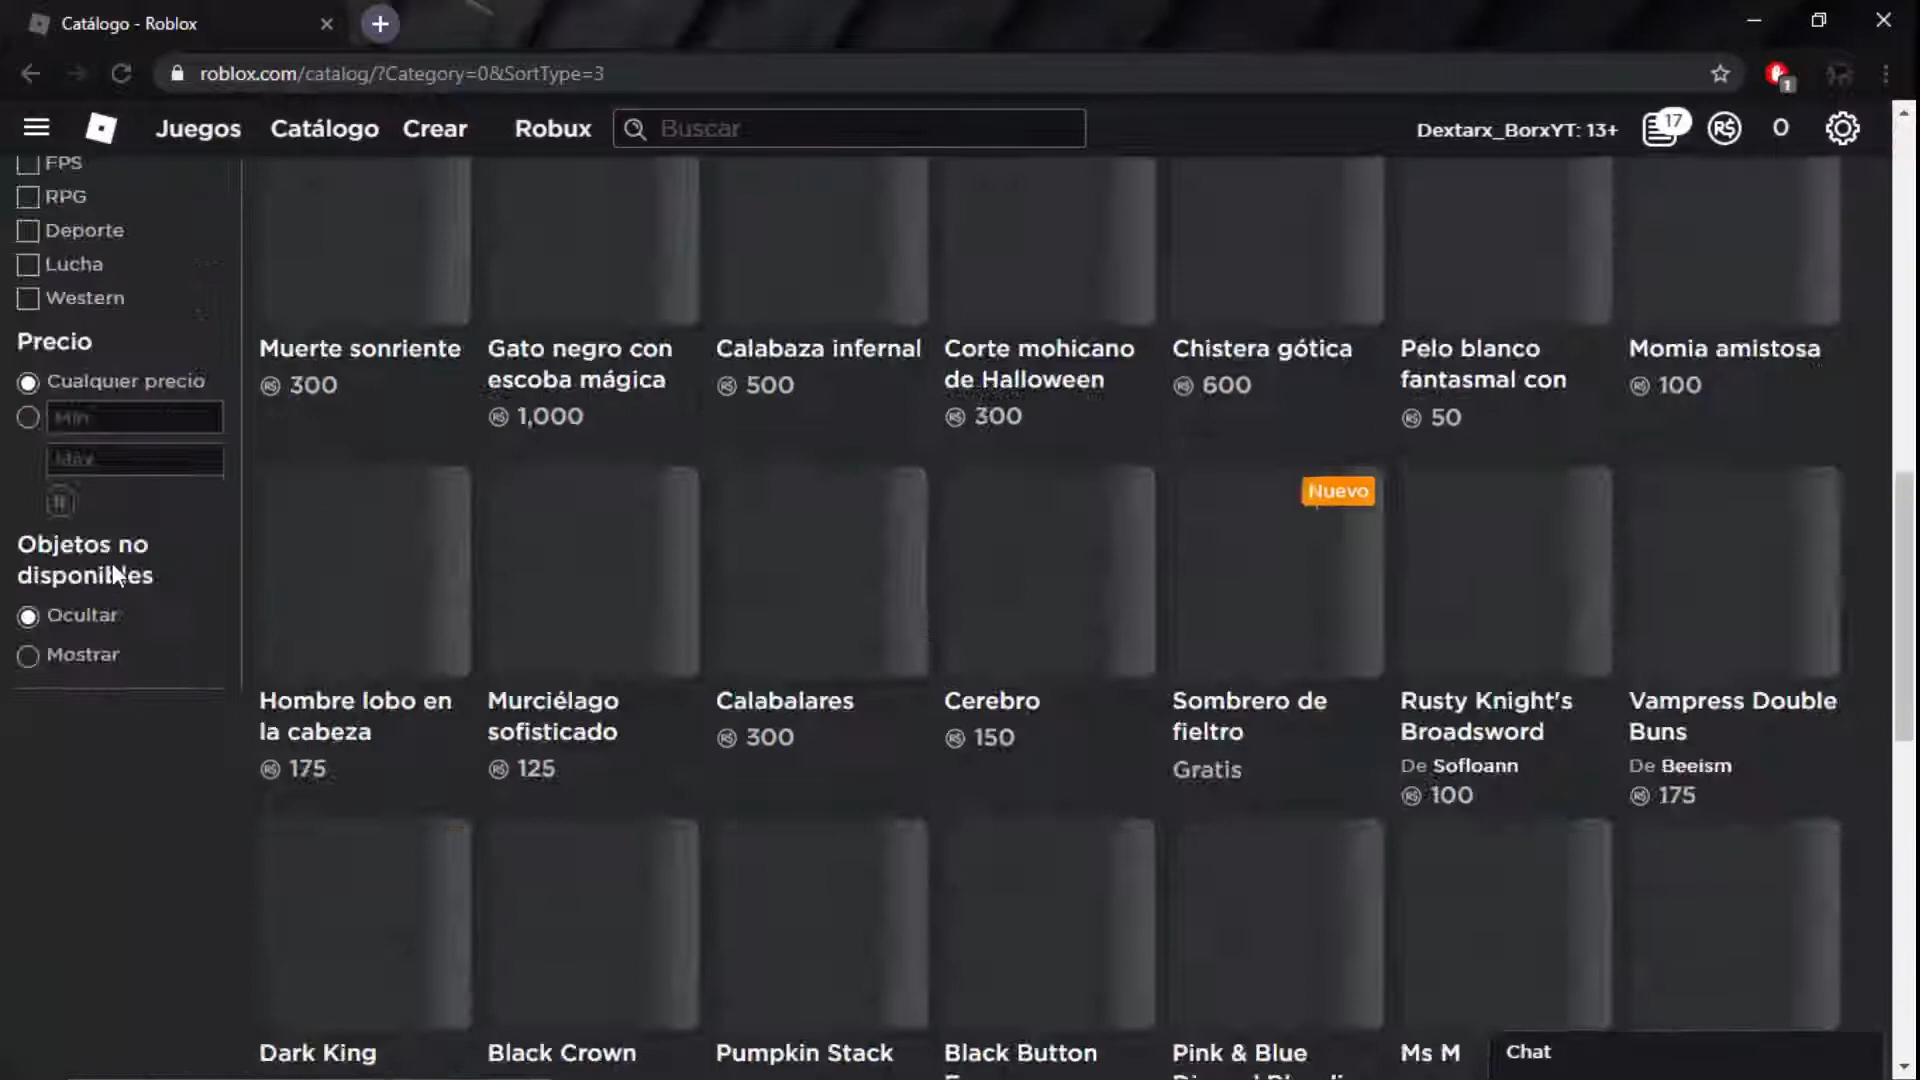 Catálogo - Roblox
roblox.com/catalog/?Category=0&SortType=3
1
Juegos
Catálogo
Crear
Robux
Buscar
Dextarx_BorxYT: 13+
17
0
FPS
RPG
Deporte
Lucha
Western
Precio
Cualquier precio
Mín
Máx
Objetos no
disponibles
Ocultar
Mostrar
Muerte sonriente
300
Gato negro con
escoba mágica
1,000
Calabaza infernal
500
Corte mohicano
de Halloween
300
Chistera gótica
600
Pelo blanco
fantasmal con
50
Momia amistosa
100
Hombre lobo en
la cabeza
175
Murciélago
sofisticado
125
Calabalares
300
Cerebro
150
Nuevo
Sombrero de
fieltro
Gratis
Rusty Knight's
Broadsword
De Sofloann
100
Vampress Double
Buns
De Beeism
175
Dark King
Black Crown
Pumpkin Stack
Black Button
Pink & Blue
Ms M
Chat